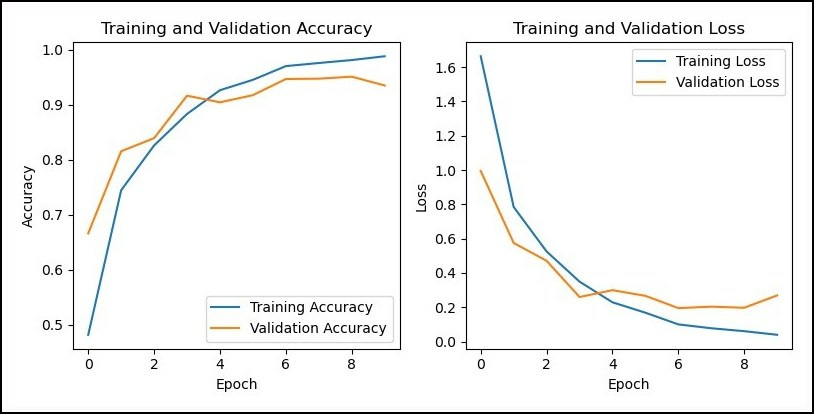 Training and Validation Accuracy
1.0
0.9
0.8
0.7
0.6
0.5
Accuracy
Training Accuracy
Validation Accuracy
0 2 4 6 8
Epoch
Training and Validation Loss
1.6
1.4
1.2
1.0
0.8
0.6
0.4
0.2
0.0
Loss
Training Loss
Validation Loss
0 2 4 6 8
Epoch